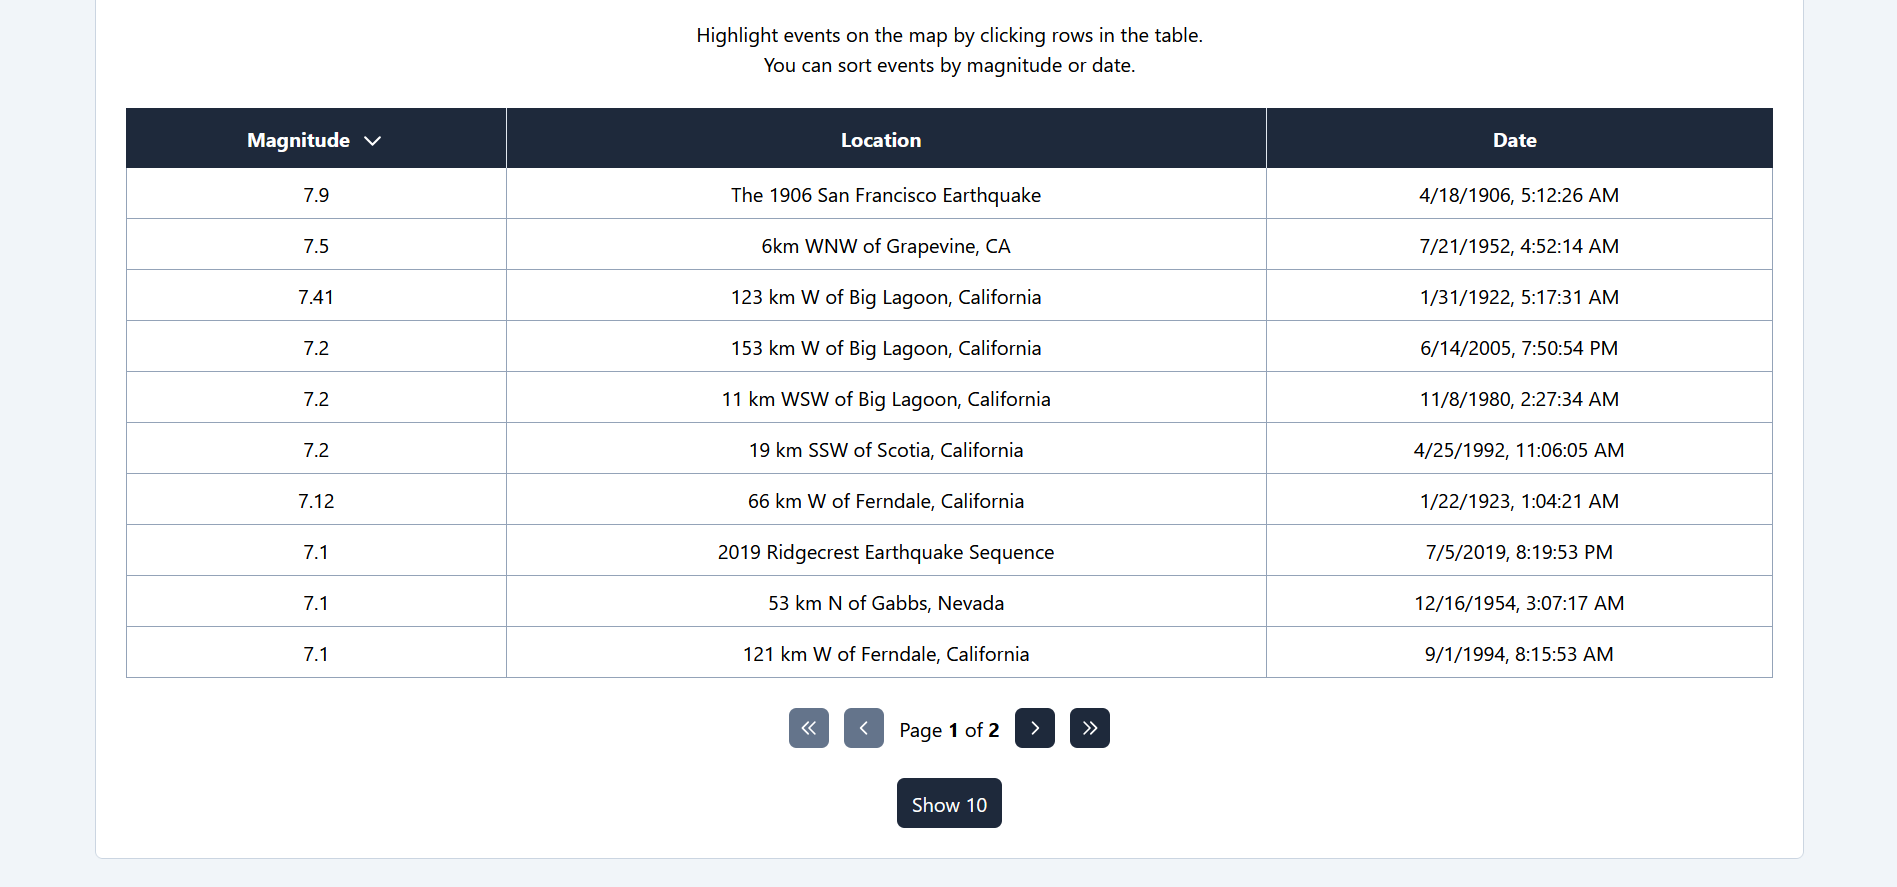 Highlight events on the map by clicking rows in the table.
You can sort events by magnitude or date.
Magnitude Location Date
7.9 The 1906 San Francisco Earthquake 4/18/1906, 5:12:26 AM
7.5 6km WNW of Grapevine, CA 7/21/1952, 4:52:14 AM
7.41 123 km W of Big Lagoon, California 1/31/1922, 5:17:31 AM
7.2 153 km W of Big Lagoon, California 6/14/2005, 7:50:54 PM
7.2 11 km WSW of Big Lagoon, California 11/8/1980, 2:27:34 AM
7.2 19 km SSW of Scotia, California 4/25/1992, 11:06:05 AM
7.12 66 km W of Ferndale, California 1/22/1923, 1:04:21 AM
7.1 2019 Ridgecrest Earthquake Sequence 7/5/2019, 8:19:53 PM
7.1 53 km N of Gabbs, Nevada 12/16/1954, 3:07:17 AM
7.1 121 km W of Ferndale, California 9/1/1994, 8:15:53 AM
Page 1 of 2
Show 10